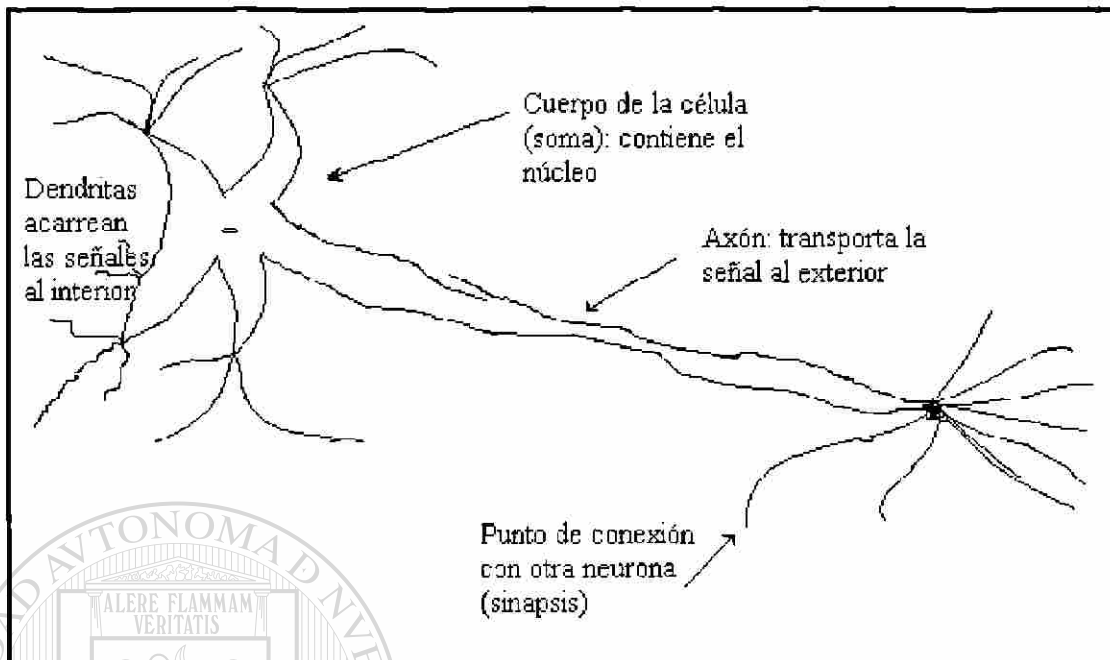 Cuerpo de la célula
(soma): contiene el
núcleo
Dendritas
acarrean
las señales
al interior
Axón: transporta la
señal al exterior
Punto de conexión
con otra neurona
(sinapsis)
AVTONOMA D
ALERE FLAMMAM
VERITATIS